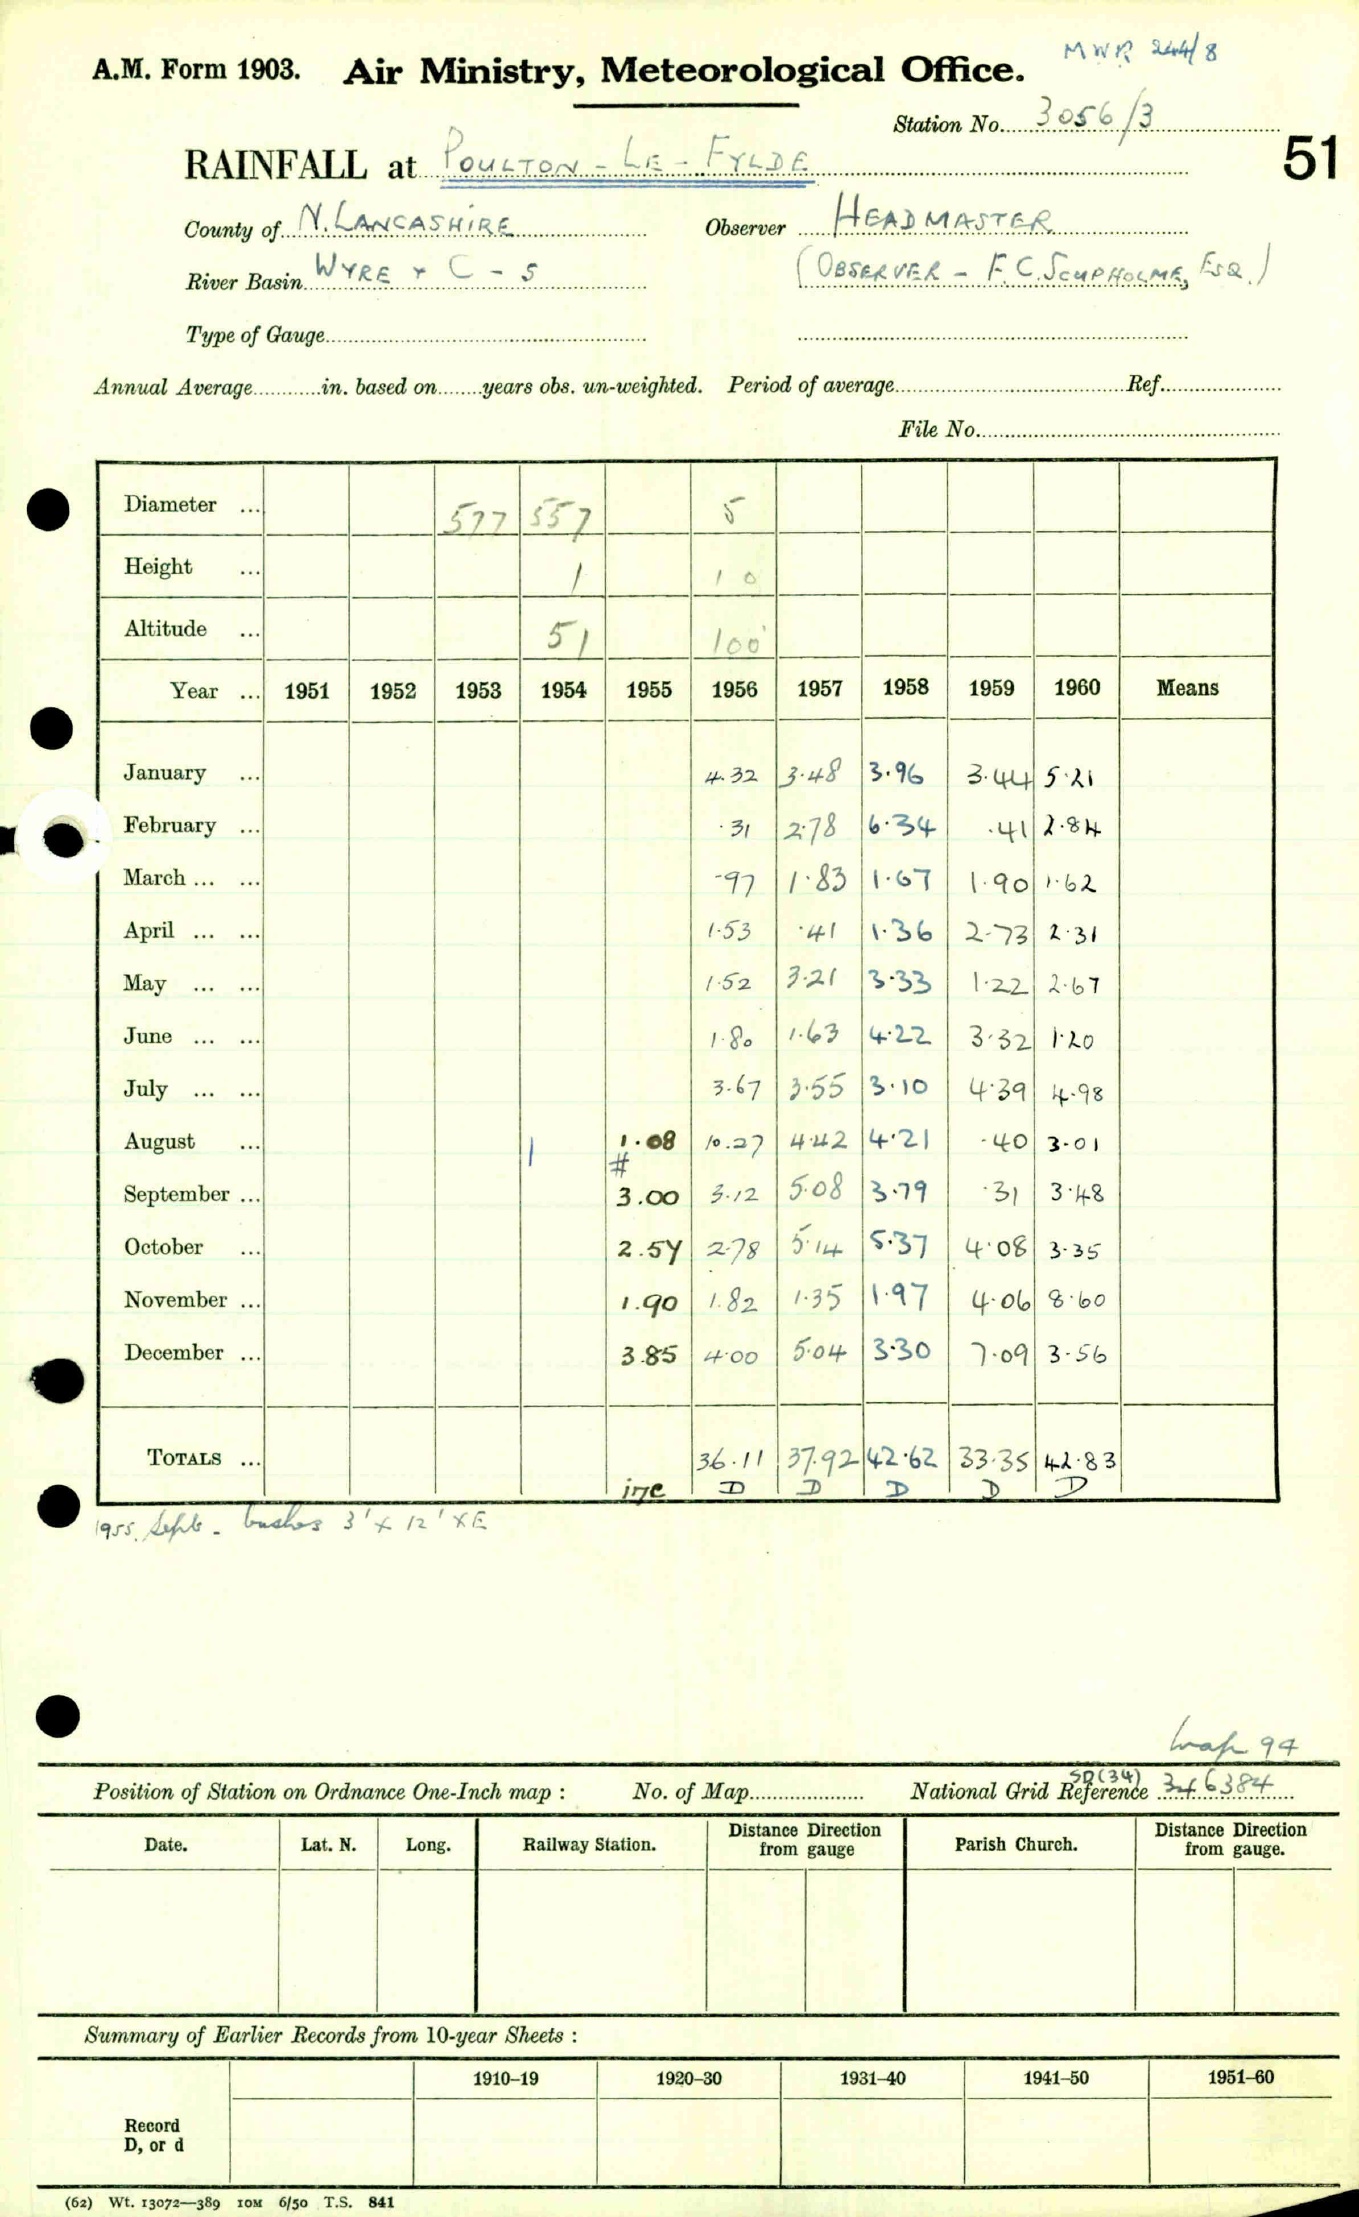 MWR 244/8
A.M. Form 1903. Air Ministry, Meteorological Office.
Station No. 3056/3
RAINFALL at POULTON - LE - FYLDE
51
County of N. LANCASHIRE Observer HEADMASTER
River Basin WYRE + C - 5 (OBSERVER - F.C. SCUPHOLME, ESQ.)
Type of Gauge
Annual Average in. based on years obs. un-weighted. Period of average Ref.
File No.
Diameter ... 577 557 5
Height ... 1 10
Altitude ... 51 100'
Year ... 1951 1952 1953 1954 1955 1956 1957 1958 1959 1960 Means
January ... 4.32 3.48 3.96 3.44 5.21
February ... .31 2.78 6.34 .41 2.84
March ... ... .97 1.83 1.67 1.90 1.62
April ... ... 1.53 .41 1.36 2.73 2.31
May ... ... 1.52 3.21 3.33 1.22 2.67
June ... ... 1.80 1.63 4.22 3.32 1.20
July ... ... 3.67 3.55 3.10 4.39 4.98
August ... 1 1.08 10.27 4.42 4.21 .40 3.01
#
September ... 3.00 3.12 5.08 3.79 .31 3.48
October ... 2.54 2.78 5.14 5.37 4.08 3.35
November ... 1.90 1.82 1.35 1.97 4.06 8.60
December ... 3.85 4.00 5.04 3.30 7.09 3.56
TOTALS ... 36.11 37.92 42.62 33.35 42.83
inc D D D D D
1955. Sept. bushes 3' x 12' x E
map 94
Position of Station on Ordnance One-Inch map : No. of Map National Grid Reference SD(34) 346384
Date. Lat. N. Long. Railway Station. Distance Direction from gauge Parish Church. Distance Direction from gauge.
Summary of Earlier Records from 10-year Sheets :
1910–19 1920–30 1931–40 1941–50 1951–60
Record
D, or d
(62) Wt. 13072—389 10M 6/50 T.S. 841